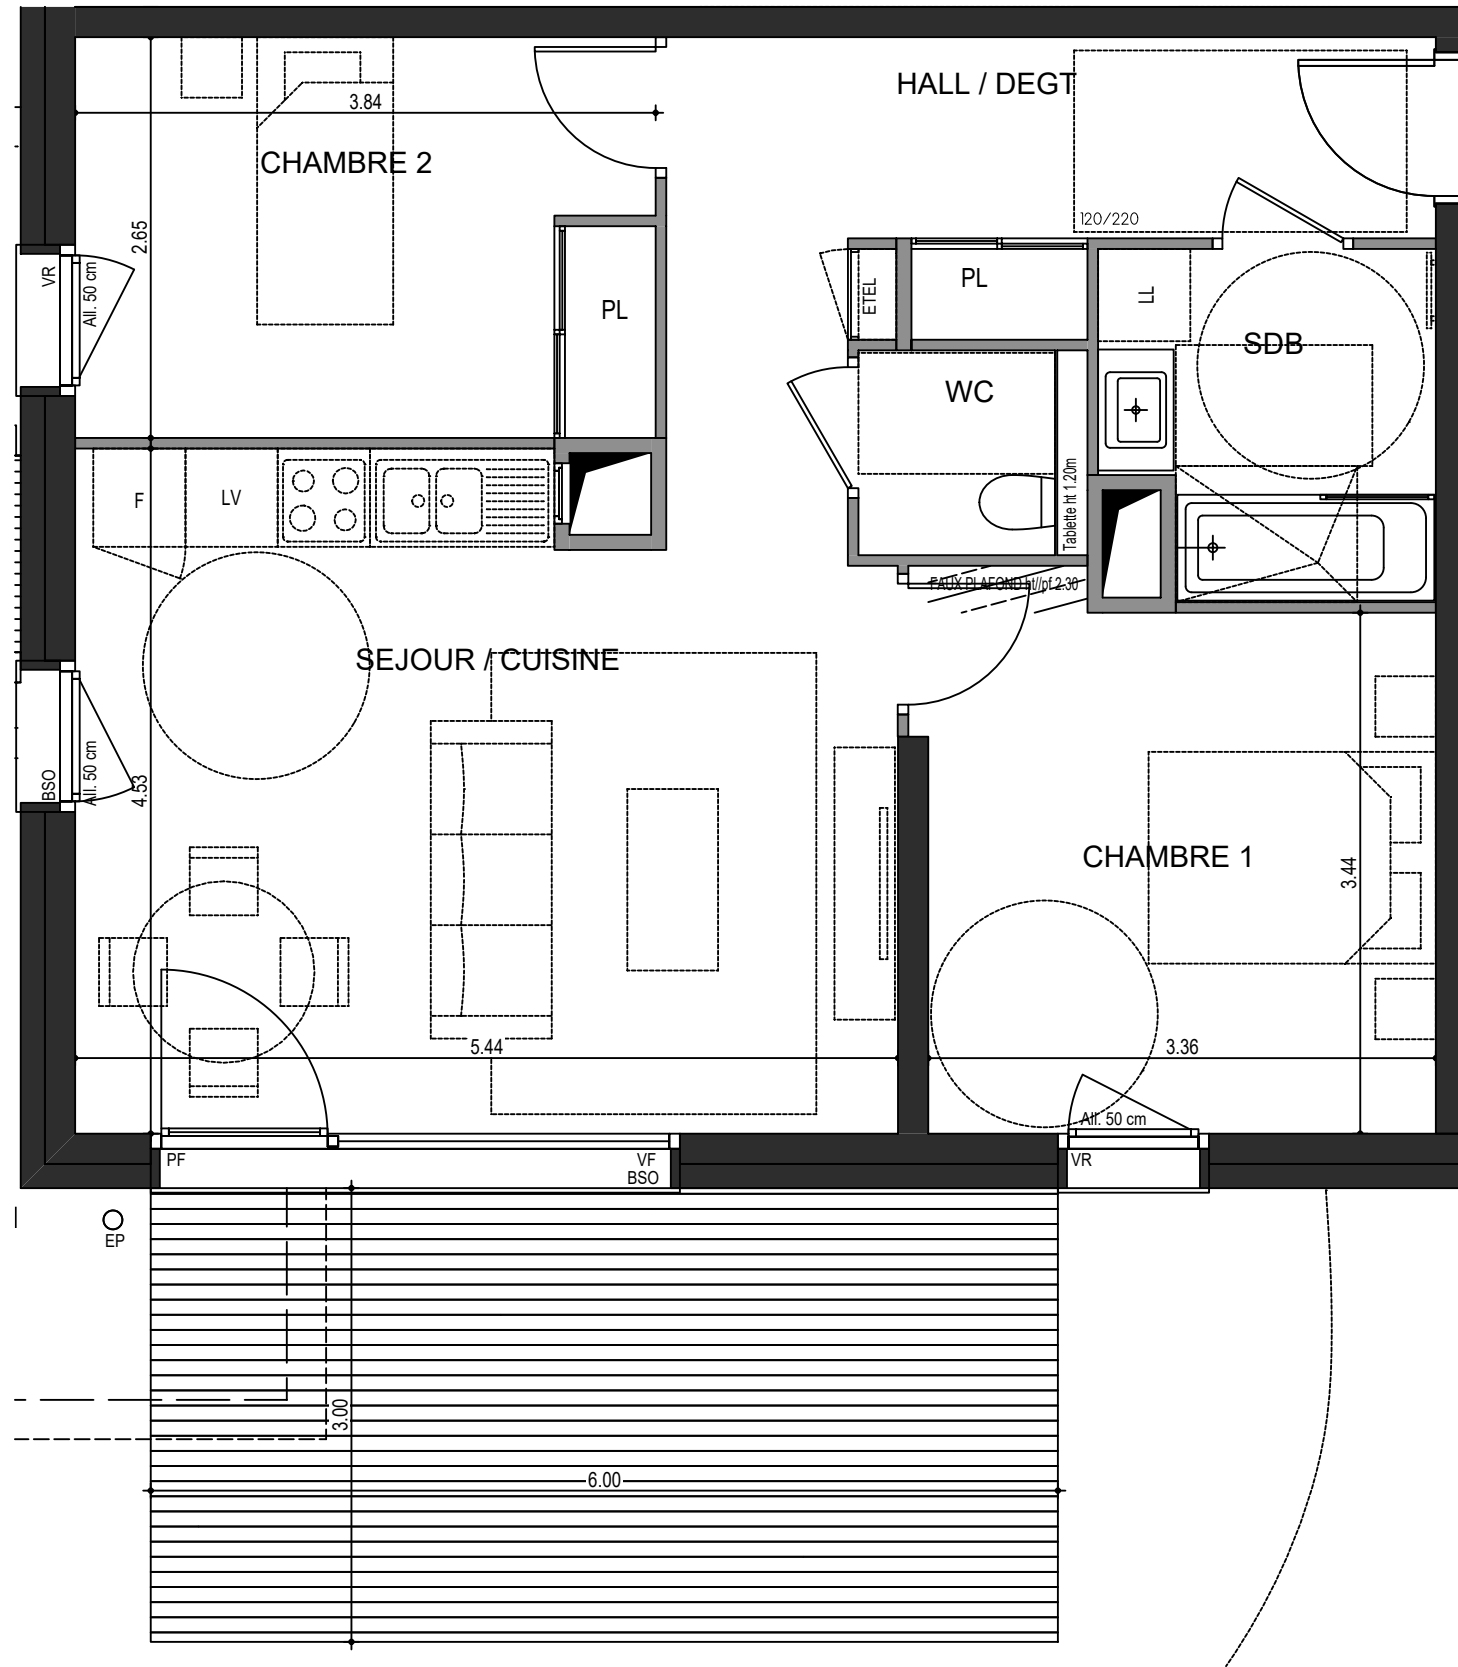 HALL / DEGT
3.84
CHAMBRE 2
120/220
2.65
VR
All. 50 cm
PL
ETEL
PL
LL
SDB
WC
Tablette ht 1.20m
F
LV
FAUX PLAFOND ht//pf 2.30
SEJOUR / CUISINE
BSO
All. 50 cm
4.53
CHAMBRE 1
3.44
5.44
3.36
All. 50 cm
PF
VF
BSO
VR
EP
3.00
6.00